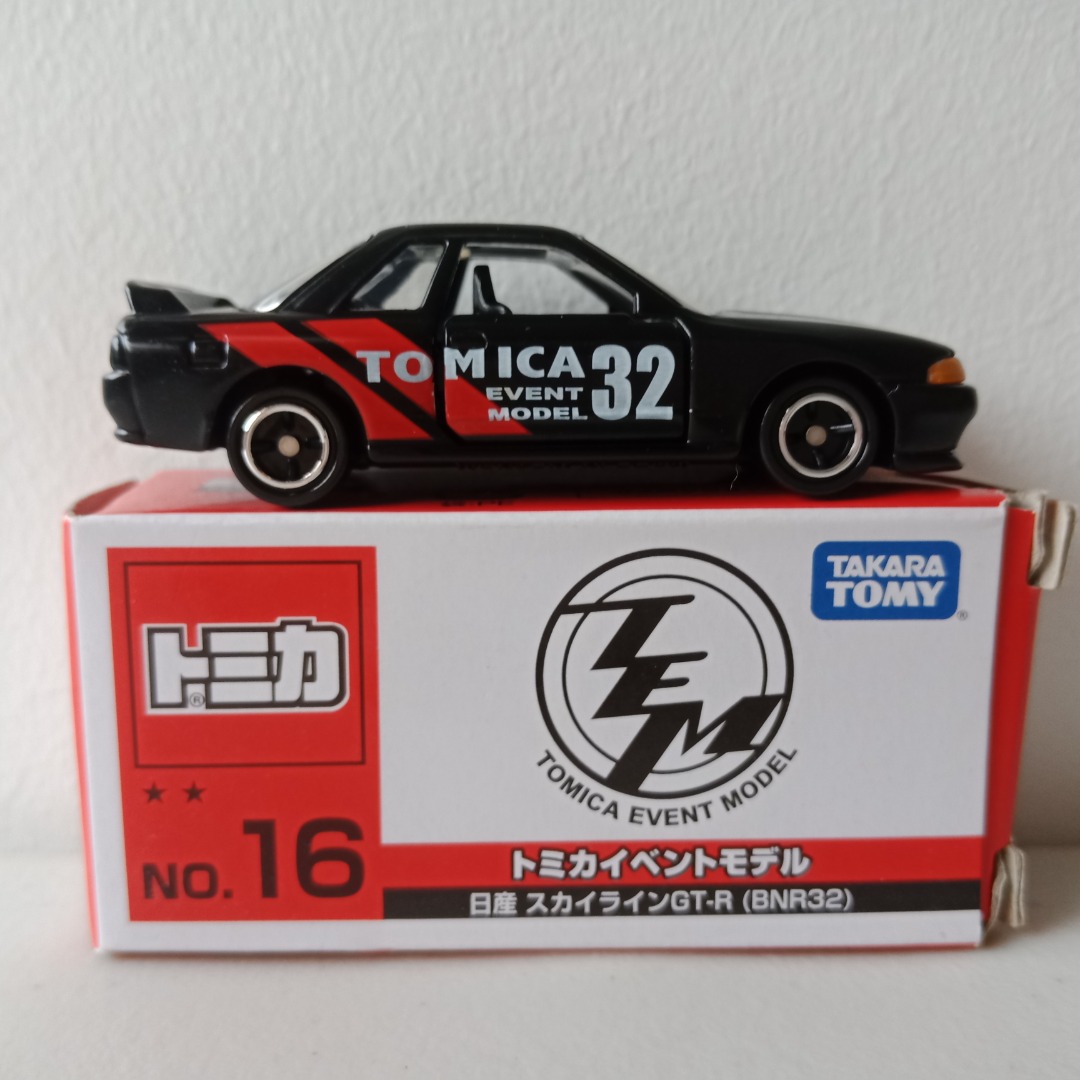 TOMICA
EVENT
MODEL
32
トミカ®
TEM
TOMICA EVENT MODEL
TAKARA
TOMY®
★★
NO.16
トミカイベントモデル
日産 スカイラインGT-R (BNR32)